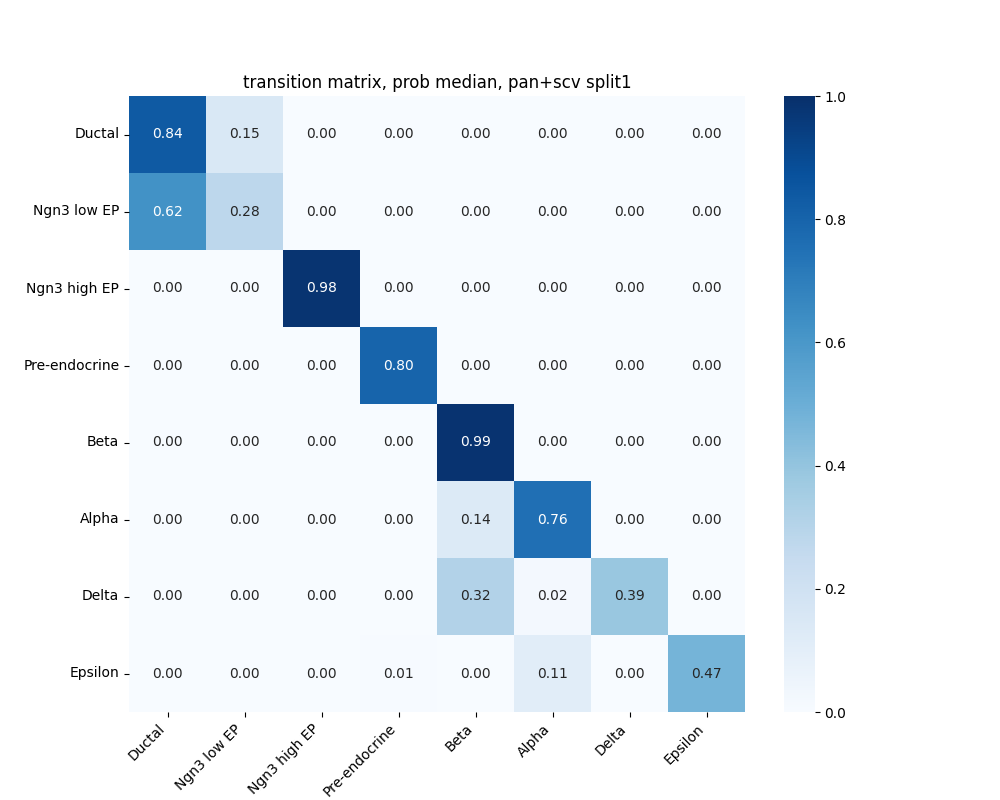 transition matrix, prob median, pan+scv split1
Ductal 0.84 0.15 0.00 0.00 0.00 0.00 0.00 0.00
Ngn3 low EP 0.62 0.28 0.00 0.00 0.00 0.00 0.00 0.00
Ngn3 high EP 0.00 0.00 0.98 0.00 0.00 0.00 0.00 0.00
Pre-endocrine 0.00 0.00 0.00 0.80 0.00 0.00 0.00 0.00
Beta 0.00 0.00 0.00 0.00 0.99 0.00 0.00 0.00
Alpha 0.00 0.00 0.00 0.00 0.14 0.76 0.00 0.00
Delta 0.00 0.00 0.00 0.00 0.32 0.02 0.39 0.00
Epsilon 0.00 0.00 0.00 0.01 0.00 0.11 0.00 0.47
Ductal Ngn3 low EP Ngn3 high EP Pre-endocrine Beta Alpha Delta Epsilon
1.0
0.8
0.6
0.4
0.2
0.0